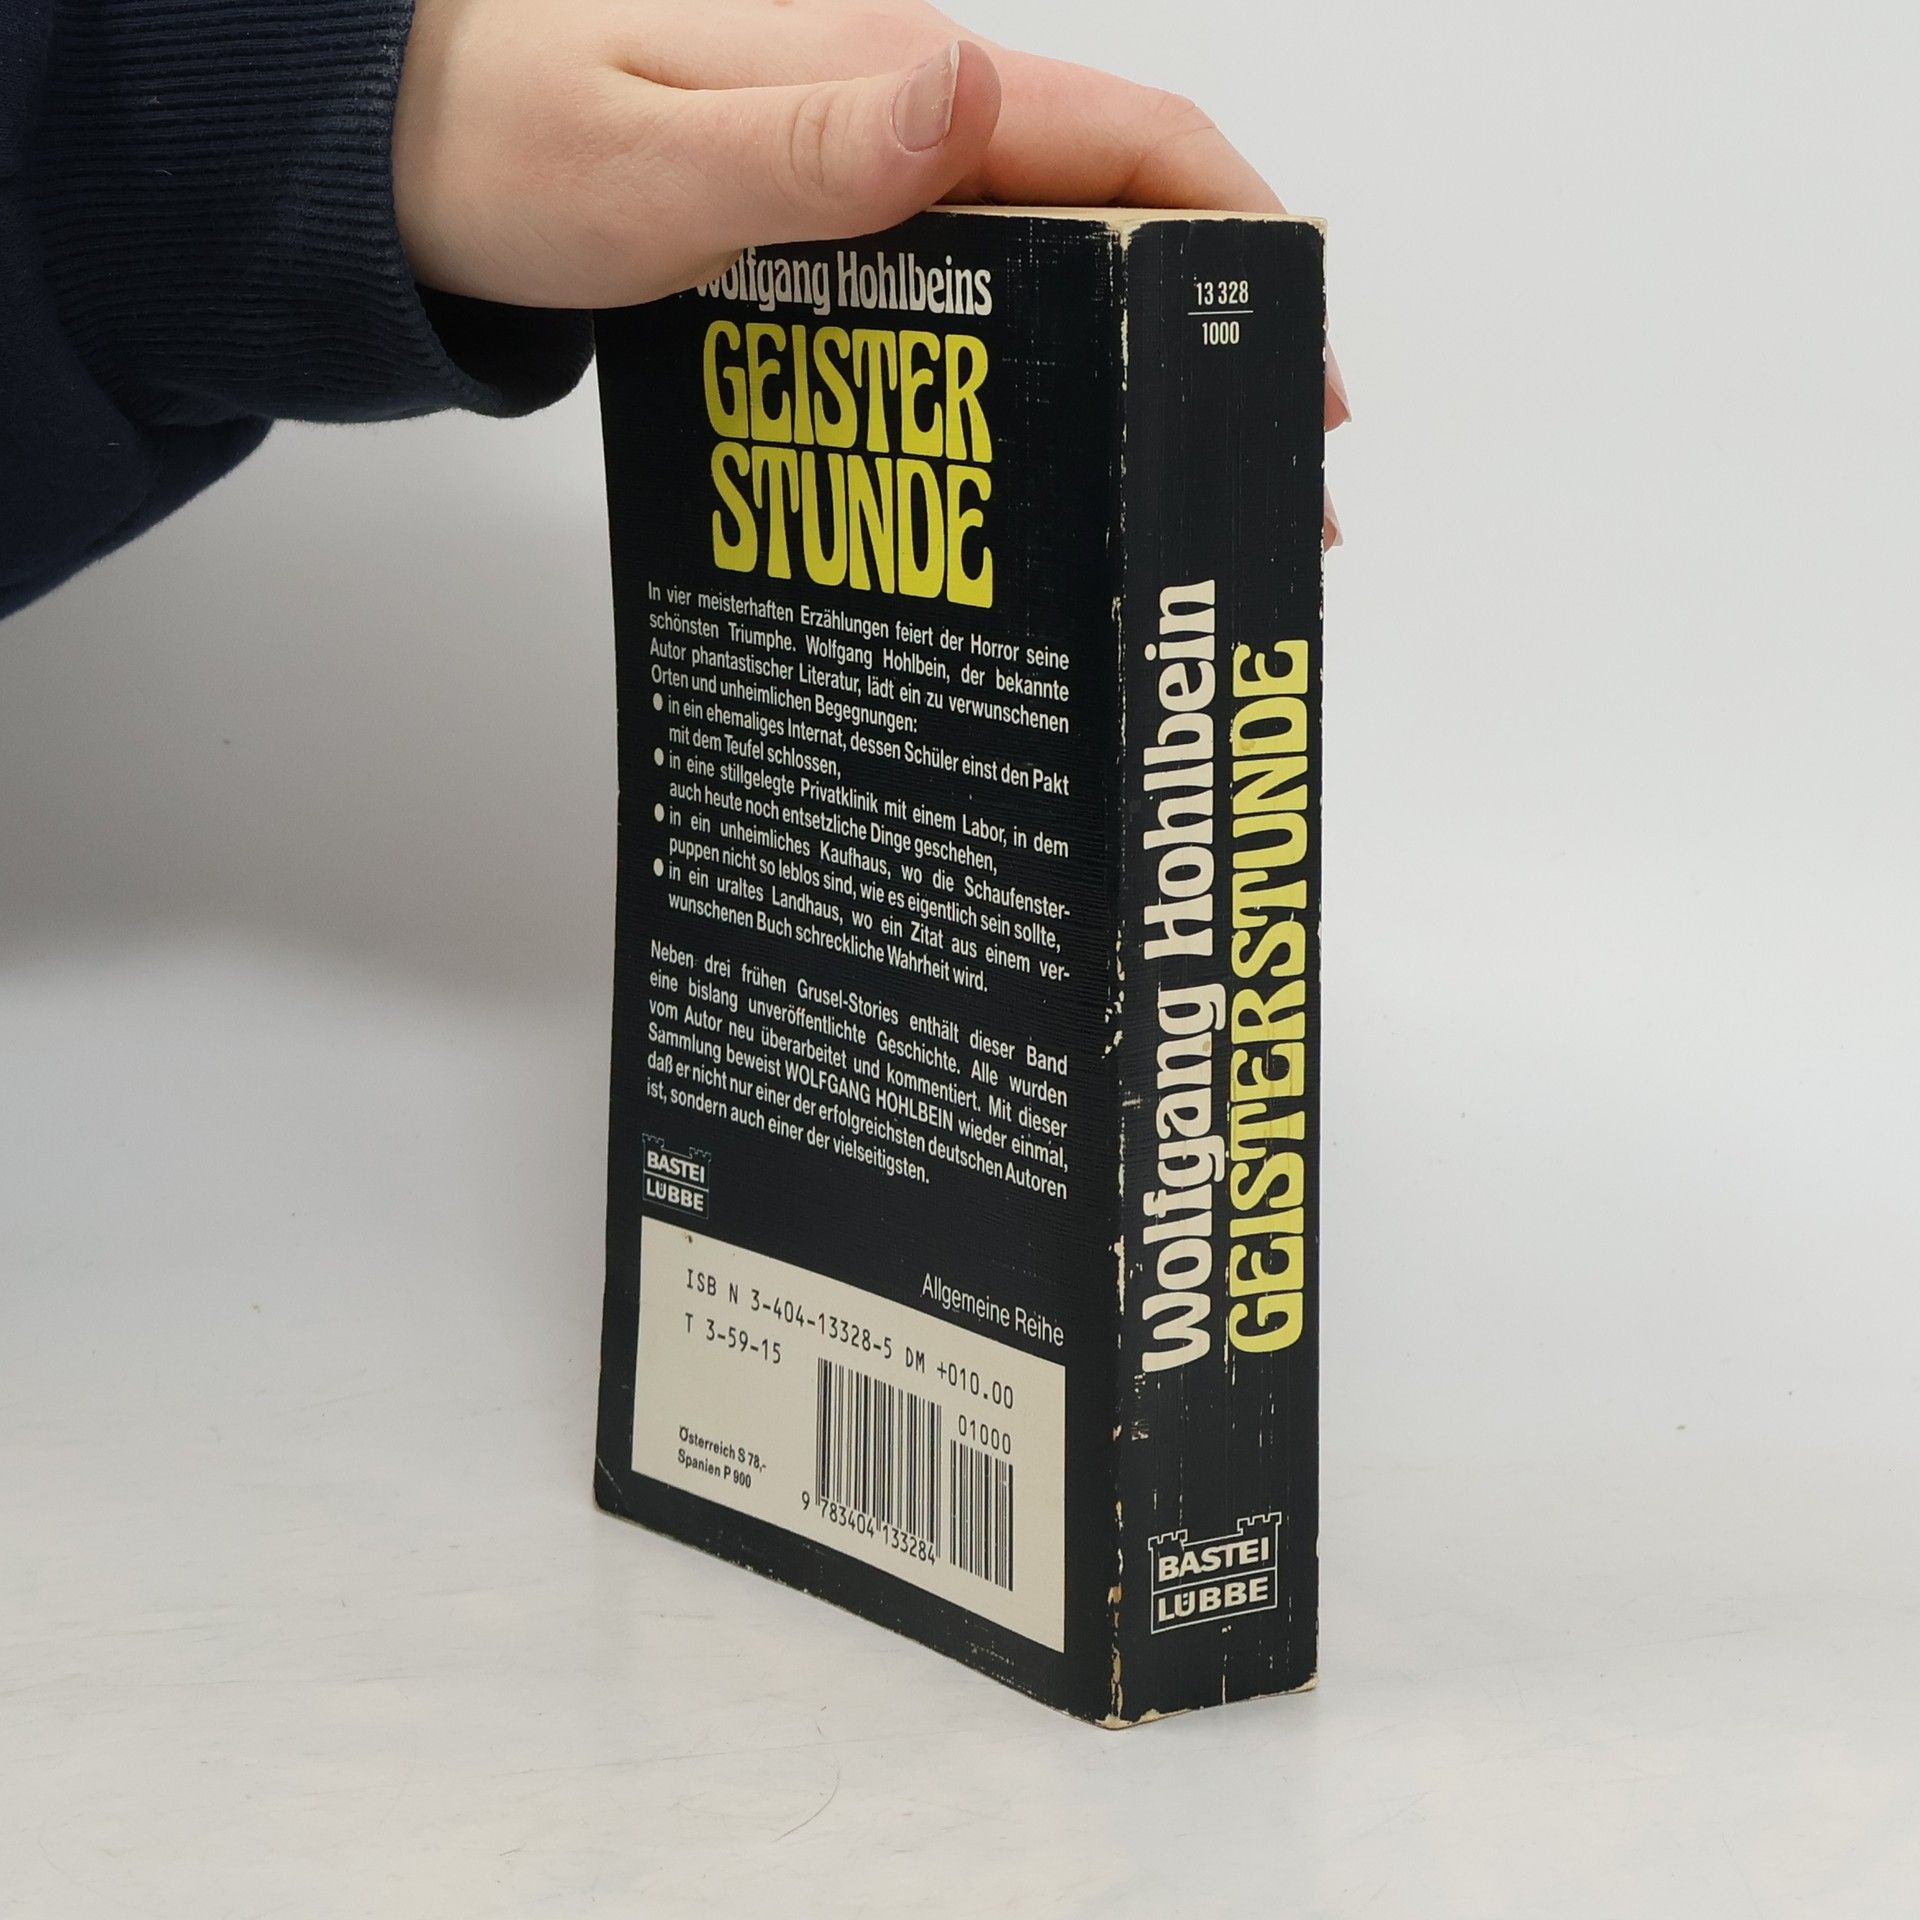 Wolfgang Hohlbeins
GEISTER
STUNDE
In vier meisterhaften Erzählungen feiert der Horror seine
schönsten Triumphe. Wolfgang Hohlbein, der bekannte
Autor phantastischer Literatur, lädt ein zu verwunschenen
Orten und unheimlichen Begegnungen:
● in ein ehemaliges Internat, dessen Schüler einst den Pakt
mit dem Teufel schlossen,
● in eine stillgelegte Privatklinik mit einem Labor, in dem
auch heute noch entsetzliche Dinge geschehen,
● in ein unheimliches Kaufhaus, wo die Schaufenster-
puppen nicht so leblos sind, wie es eigentlich sein sollte,
● in ein uraltes Landhaus, wo ein Zitat aus einem ver-
wunschenen Buch schreckliche Wahrheit wird.
Neben drei frühen Grusel-Stories enthält dieser Band
eine bislang unveröffentlichte Geschichte. Alle wurden
vom Autor neu überarbeitet und kommentiert. Mit dieser
Sammlung beweist WOLFGANG HOHLBEIN wieder einmal,
daß er nicht nur einer der erfolgreichsten deutschen Autoren
ist, sondern auch einer der vielseitigsten.
BASTEI
LÜBBE
Allgemeine Reihe
ISB N 3-404-13328-5 DM +010.00
T 3-59-15
01000
Österreich S 78,-
Spanien P 900
9 783404 133284
13 328
1000
Wolfgang Hohlbein
GEISTERSTUNDE
BASTEI
LÜBBE